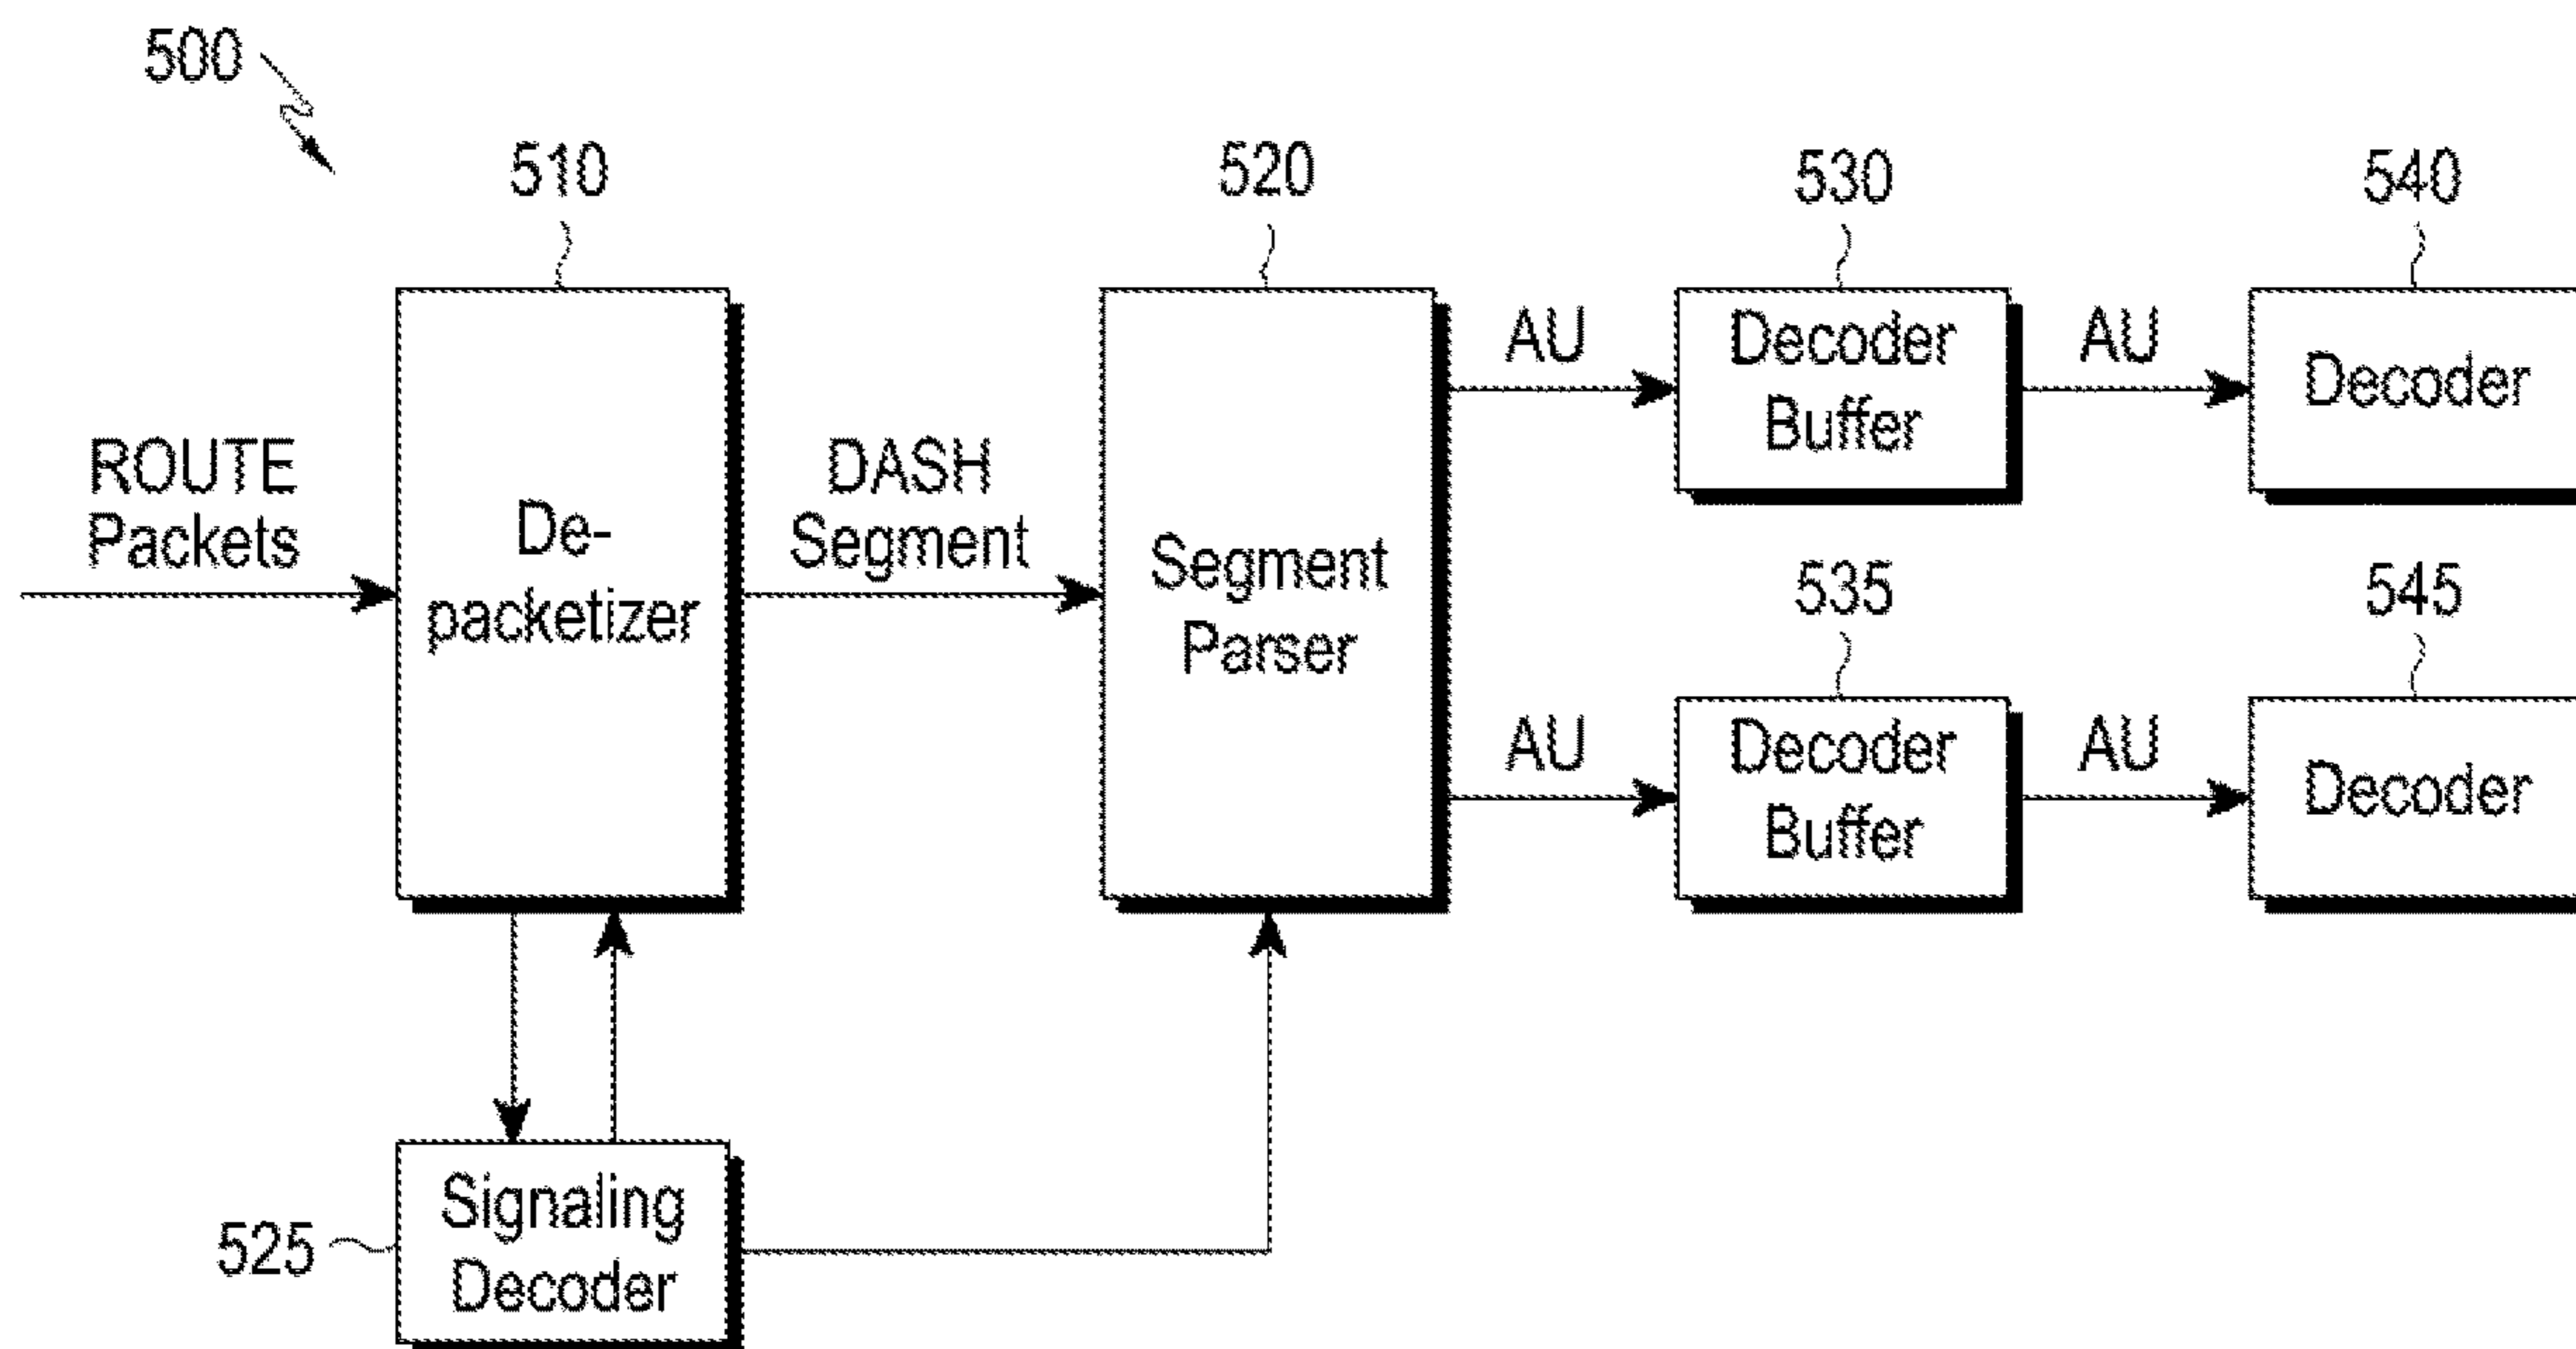 500
510
520
530
540
ROUTE
Packets
De-
packetizer
DASH
Segment
Segment
Parser
AU
Decoder
Buffer
AU
Decoder
535
545
AU
Decoder
Buffer
AU
Decoder
525
Signaling
Decoder